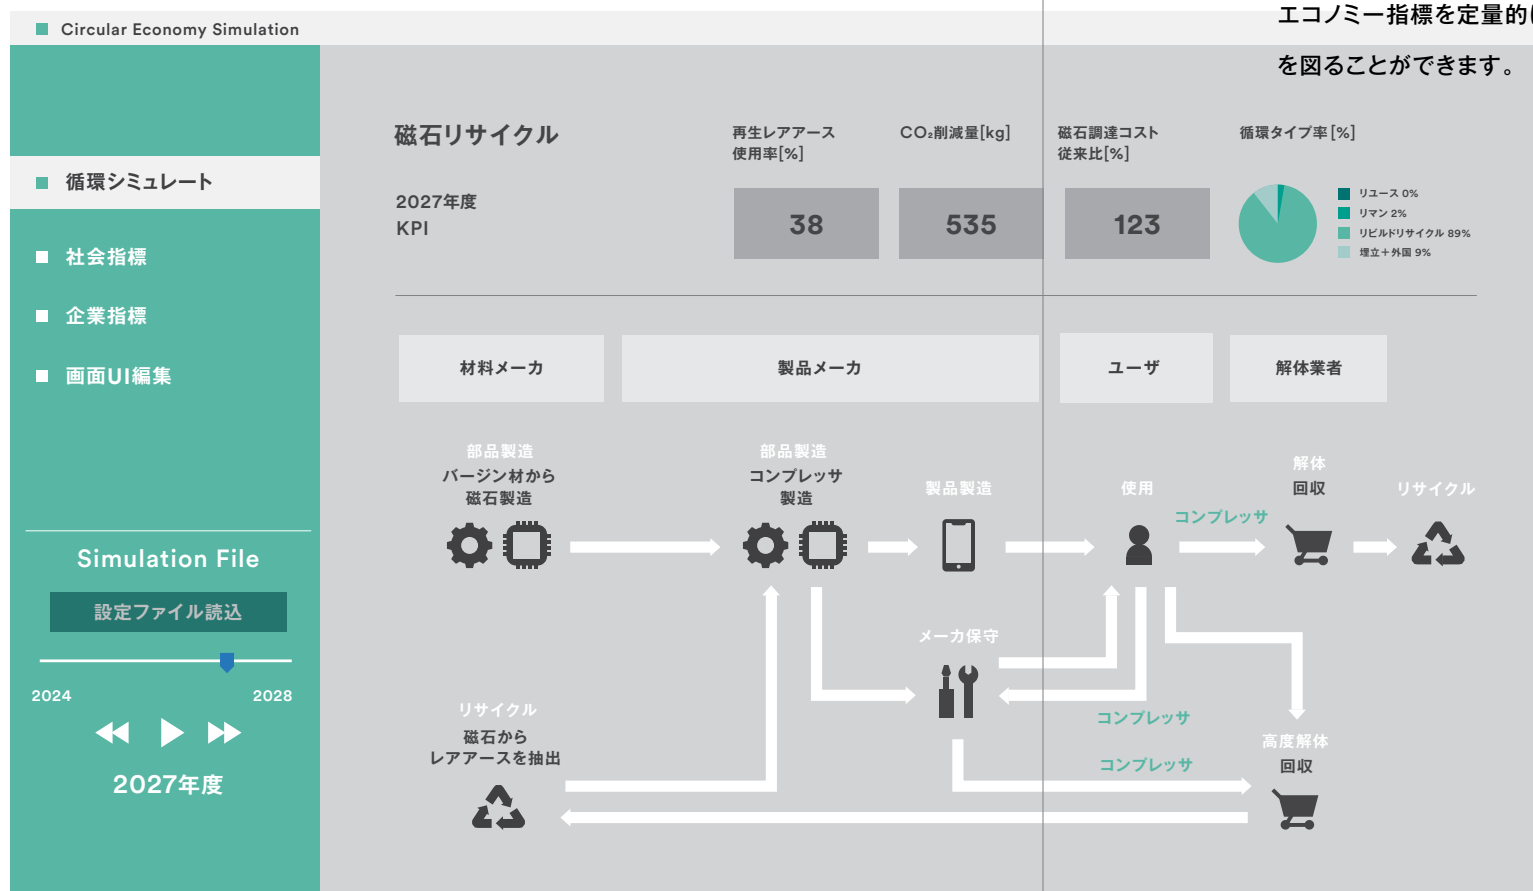 エコノミー指標を定量的に
を図ることができます。
Circular Economy Simulation
循環シミュレート
社会指標
企業指標
画面UI編集
Simulation File
設定ファイル読込
2024
2028
2027年度
磁石リサイクル
2027年度
KPI
再生レアアース
使用率[%]
38
CO₂削減量[kg]
535
磁石調達コスト
従来比[%]
123
循環タイプ率[%]
リユース 0%
リマン 2%
リビルドリサイクル 89%
埋立＋外国 9%
材料メーカ
製品メーカ
ユーザ
解体業者
部品製造
バージン材から
磁石製造
部品製造
コンプレッサ
製造
製品製造
使用
コンプレッサ
解体
回収
リサイクル
メーカ保守
リサイクル
磁石から
レアアースを抽出
コンプレッサ
コンプレッサ
高度解体
回収